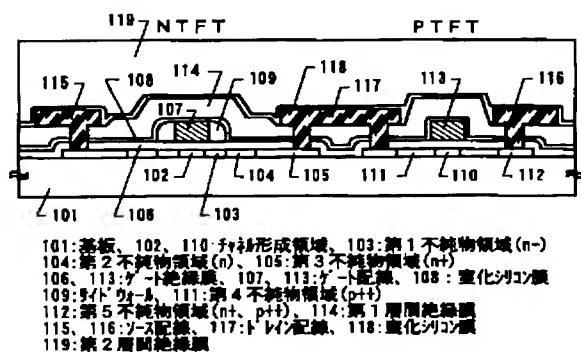 119 NTFT PTFT
115 108 114 109 118 117 113 116
107
102 104 105 111 110 112
101 106 103
101:基板、102、110:チャネル形成領域、103:第1不純物領域(n-)
104:第2不純物領域(n)、105:第3不純物領域(n+)
106、113:ゲート絶縁膜、107、113:ゲート配線、108:窒化シリコン膜
109:サイドウォール、111:第4不純物領域(p++)
112:第5不純物領域(n+、p++)、114:第1層間絶縁膜
115、116:ソース配線、117:ドレイン配線、118:窒化シリコン膜
119:第2層間絶縁膜